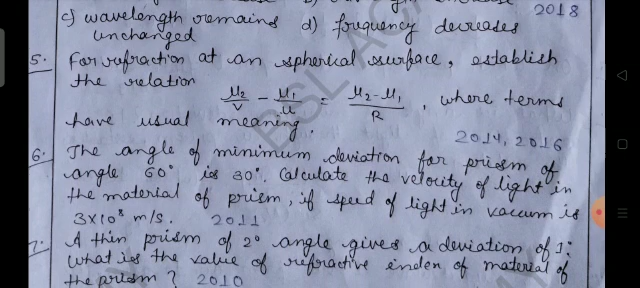 c) wavelength remains d) frequency decreases 2018
unchanged
5. For refraction at an spherical surface, establish
the relation
μ2/V - μ1/u = μ2-μ1/R , where terms
have usual meaning. 2014, 2016
6. The angle of minimum deviation for prism of
angle 60° is 30°. Calculate the velocity of light in
the material of prism, if speed of light in vaccum is
3×10⁸ m/s. 2011
7. A thin prism of 2° angle gives a deviation of 1°.
What is the value of refractive index of material of
the prism? 2010